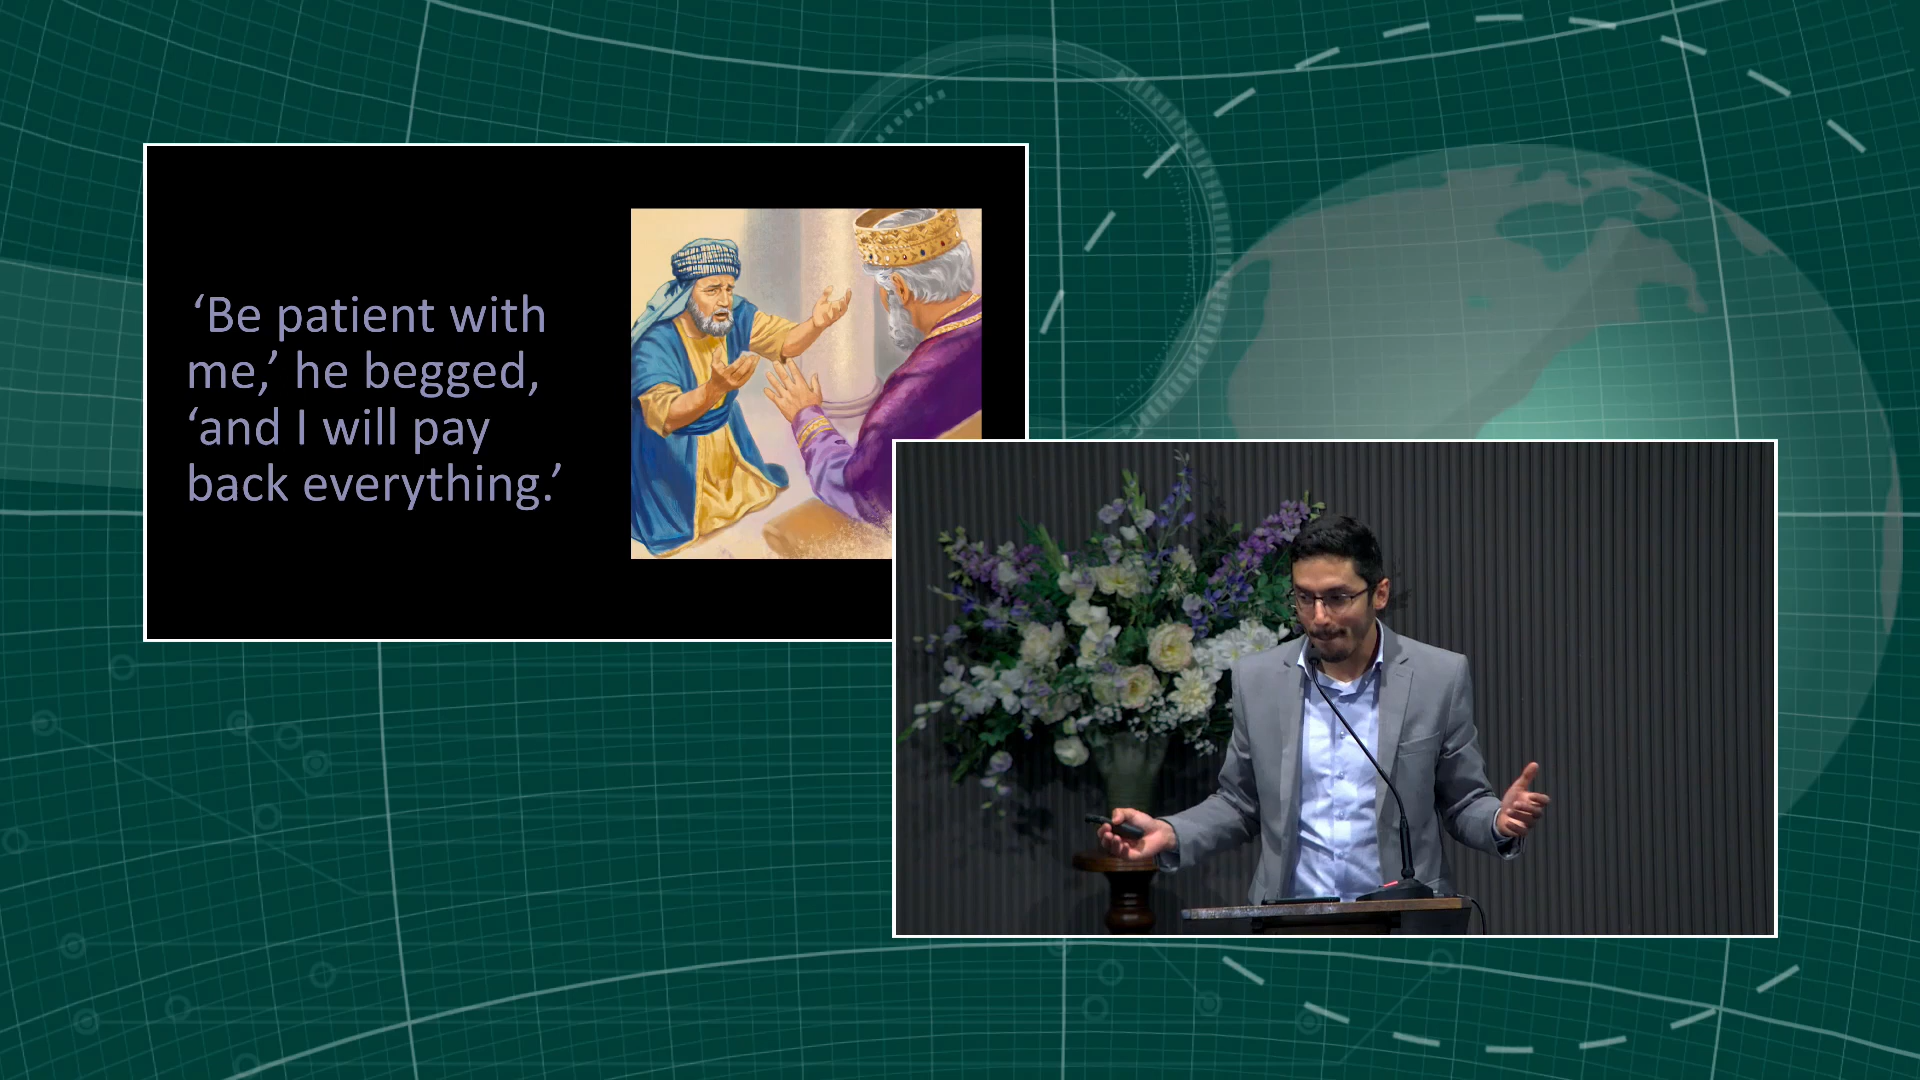 ‘Be patient with
me,’ he begged,
‘and I will pay
back everything.’